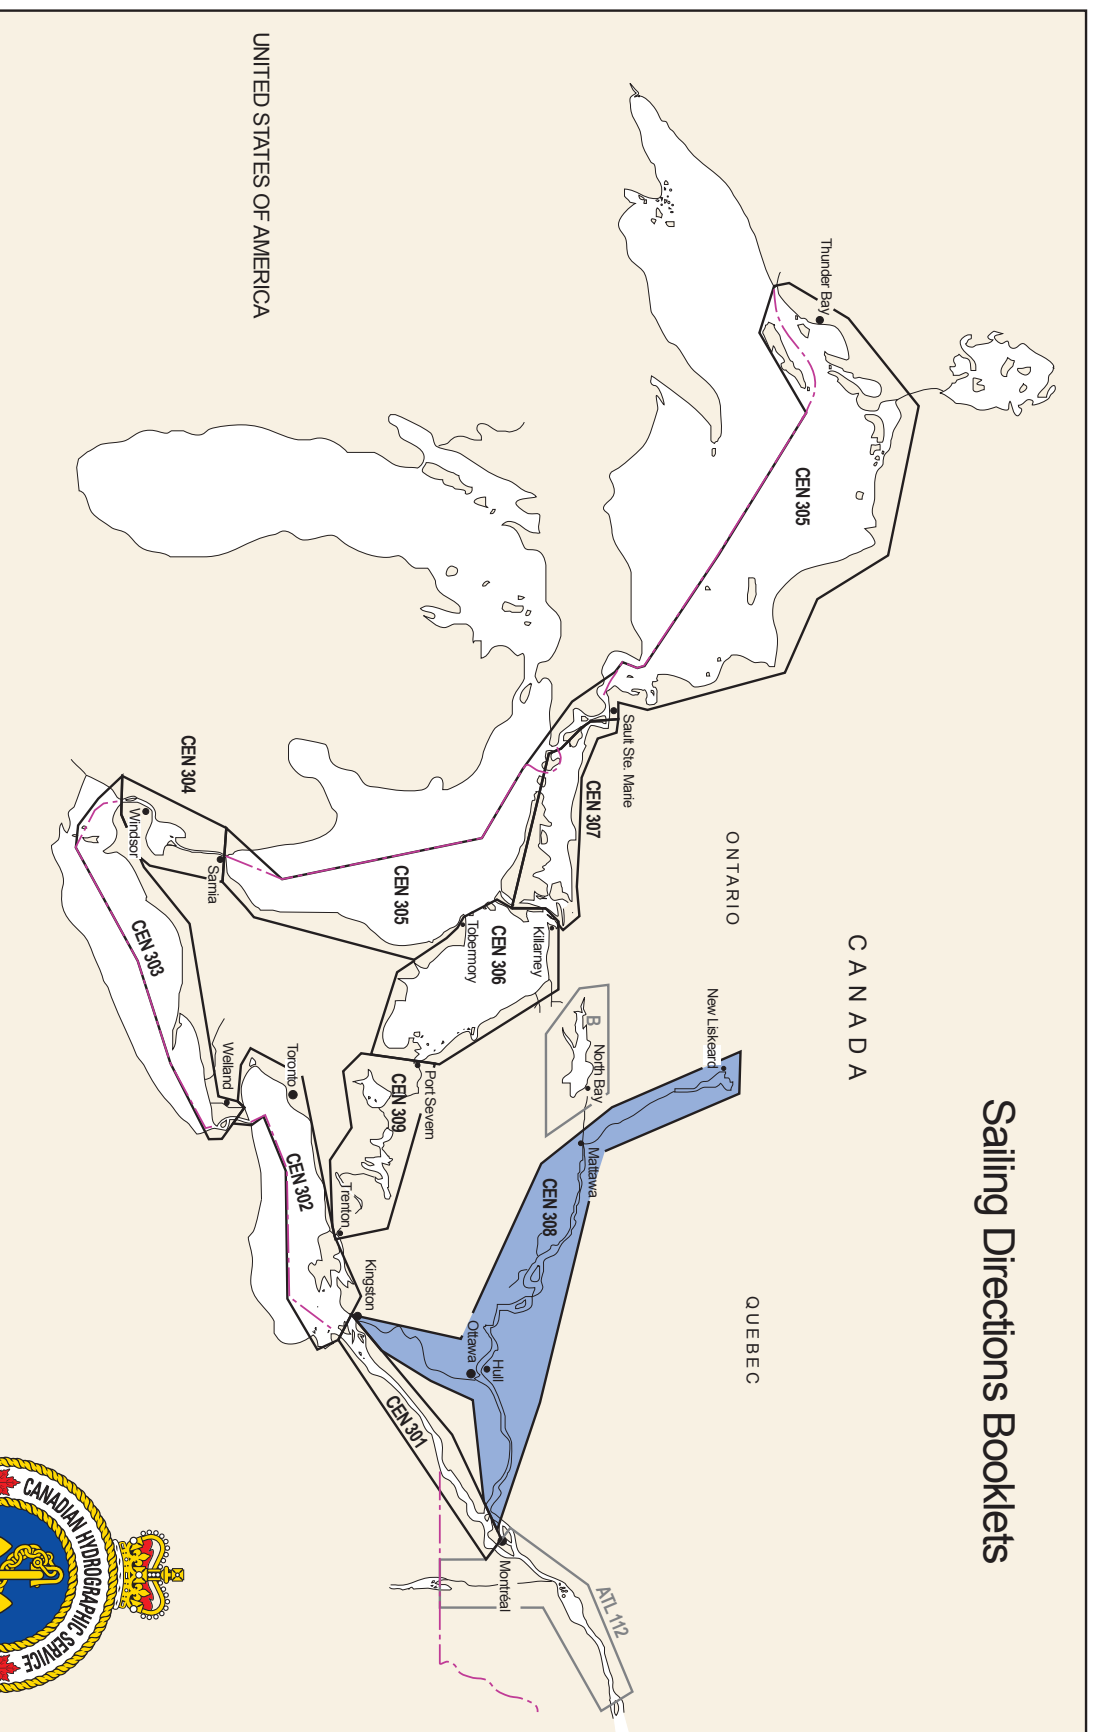 Sailing Directions Booklets
CANADA
ONTARIO
QUEBEC
UNITED STATES OF AMERICA
Thunder Bay
CEN 305
Sault Ste. Marie
CEN 307
CEN 304
Windsor
Sarnia
CEN 305
CEN 303
Killarney
CEN 306
Tobermory
New Liskeard
B
North Bay
Mattawa
CEN 308
Port Severn
CEN 309
Trenton
Toronto
Welland
CEN 302
Kingston
Ottawa
Hull
CEN 301
Montréal
ATL 112
CANADIAN HYDROGRAPHIC SERVICE